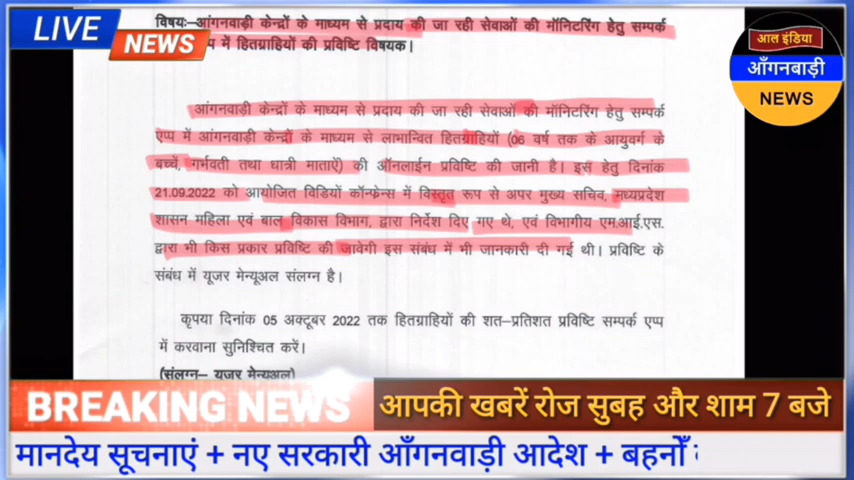 LIVE
NEWS
विषयः–आंगनवाड़ी केन्द्रों के माध्यम से प्रदाय की जा रही सेवाओं की मॉनिटरिंग हेतु सम्पर्क
में हितग्राहियों की प्रविष्टि विषयक।
आल इंडिया
आँगनबाड़ी
NEWS
आंगनवाड़ी केन्द्रों के माध्यम से प्रदाय की जा रही सेवाओं की मॉनिटरिंग हेतु सम्पर्क
एप्प में आंगनवाड़ी केन्द्रों के माध्यम से लाभान्वित हितग्राहियों (06 वर्ष तक के आयुवर्ग के
बच्चें, गर्भवती तथा धात्री माताऐं) की ऑनलाईन प्रविष्टि की जानी है। इस हेतु दिनांक
21.09.2022 को आयोजित विडियों कॉन्फ्रेन्स में विस्तृत रूप से अपर मुख्य सचिव, मध्यप्रदेश
शासन महिला एवं बाल विकास विभाग, द्वारा निर्देश दिए गए थे, एवं विभागीय एम.आई.एस.
द्वारा भी किस प्रकार प्रविष्टि की जावेगी इस संबंध में भी जानकारी दी गई थी। प्रविष्टि के
संबंध में यूजर मेन्यूअल संलग्न है।
कृपया दिनांक 05 अक्टूबर 2022 तक हितग्राहियों की शत–प्रतिशत प्रविष्टि सम्पर्क एप्प
में करवाना सुनिश्चित करें।
(संलग्न– यूजर मेन्यूअल)
BREAKING NEWS
आपकी खबरें रोज सुबह और शाम 7 बजे
मानदेय सूचनाएं + नए सरकारी आँगनवाड़ी आदेश + बहनोँ